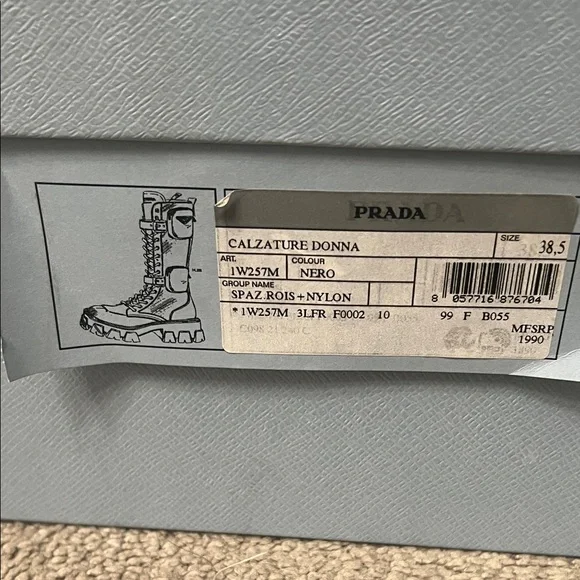 PRADA
CALZATURE DONNA
SIZE 38,5
ART. COLOUR
1W257M NERO
GROUP NAME
SPAZ.ROIS+NYLON
8 057716 876704
*1W257M 3LFR F0002 10 99 F B055
MFSRP
1990